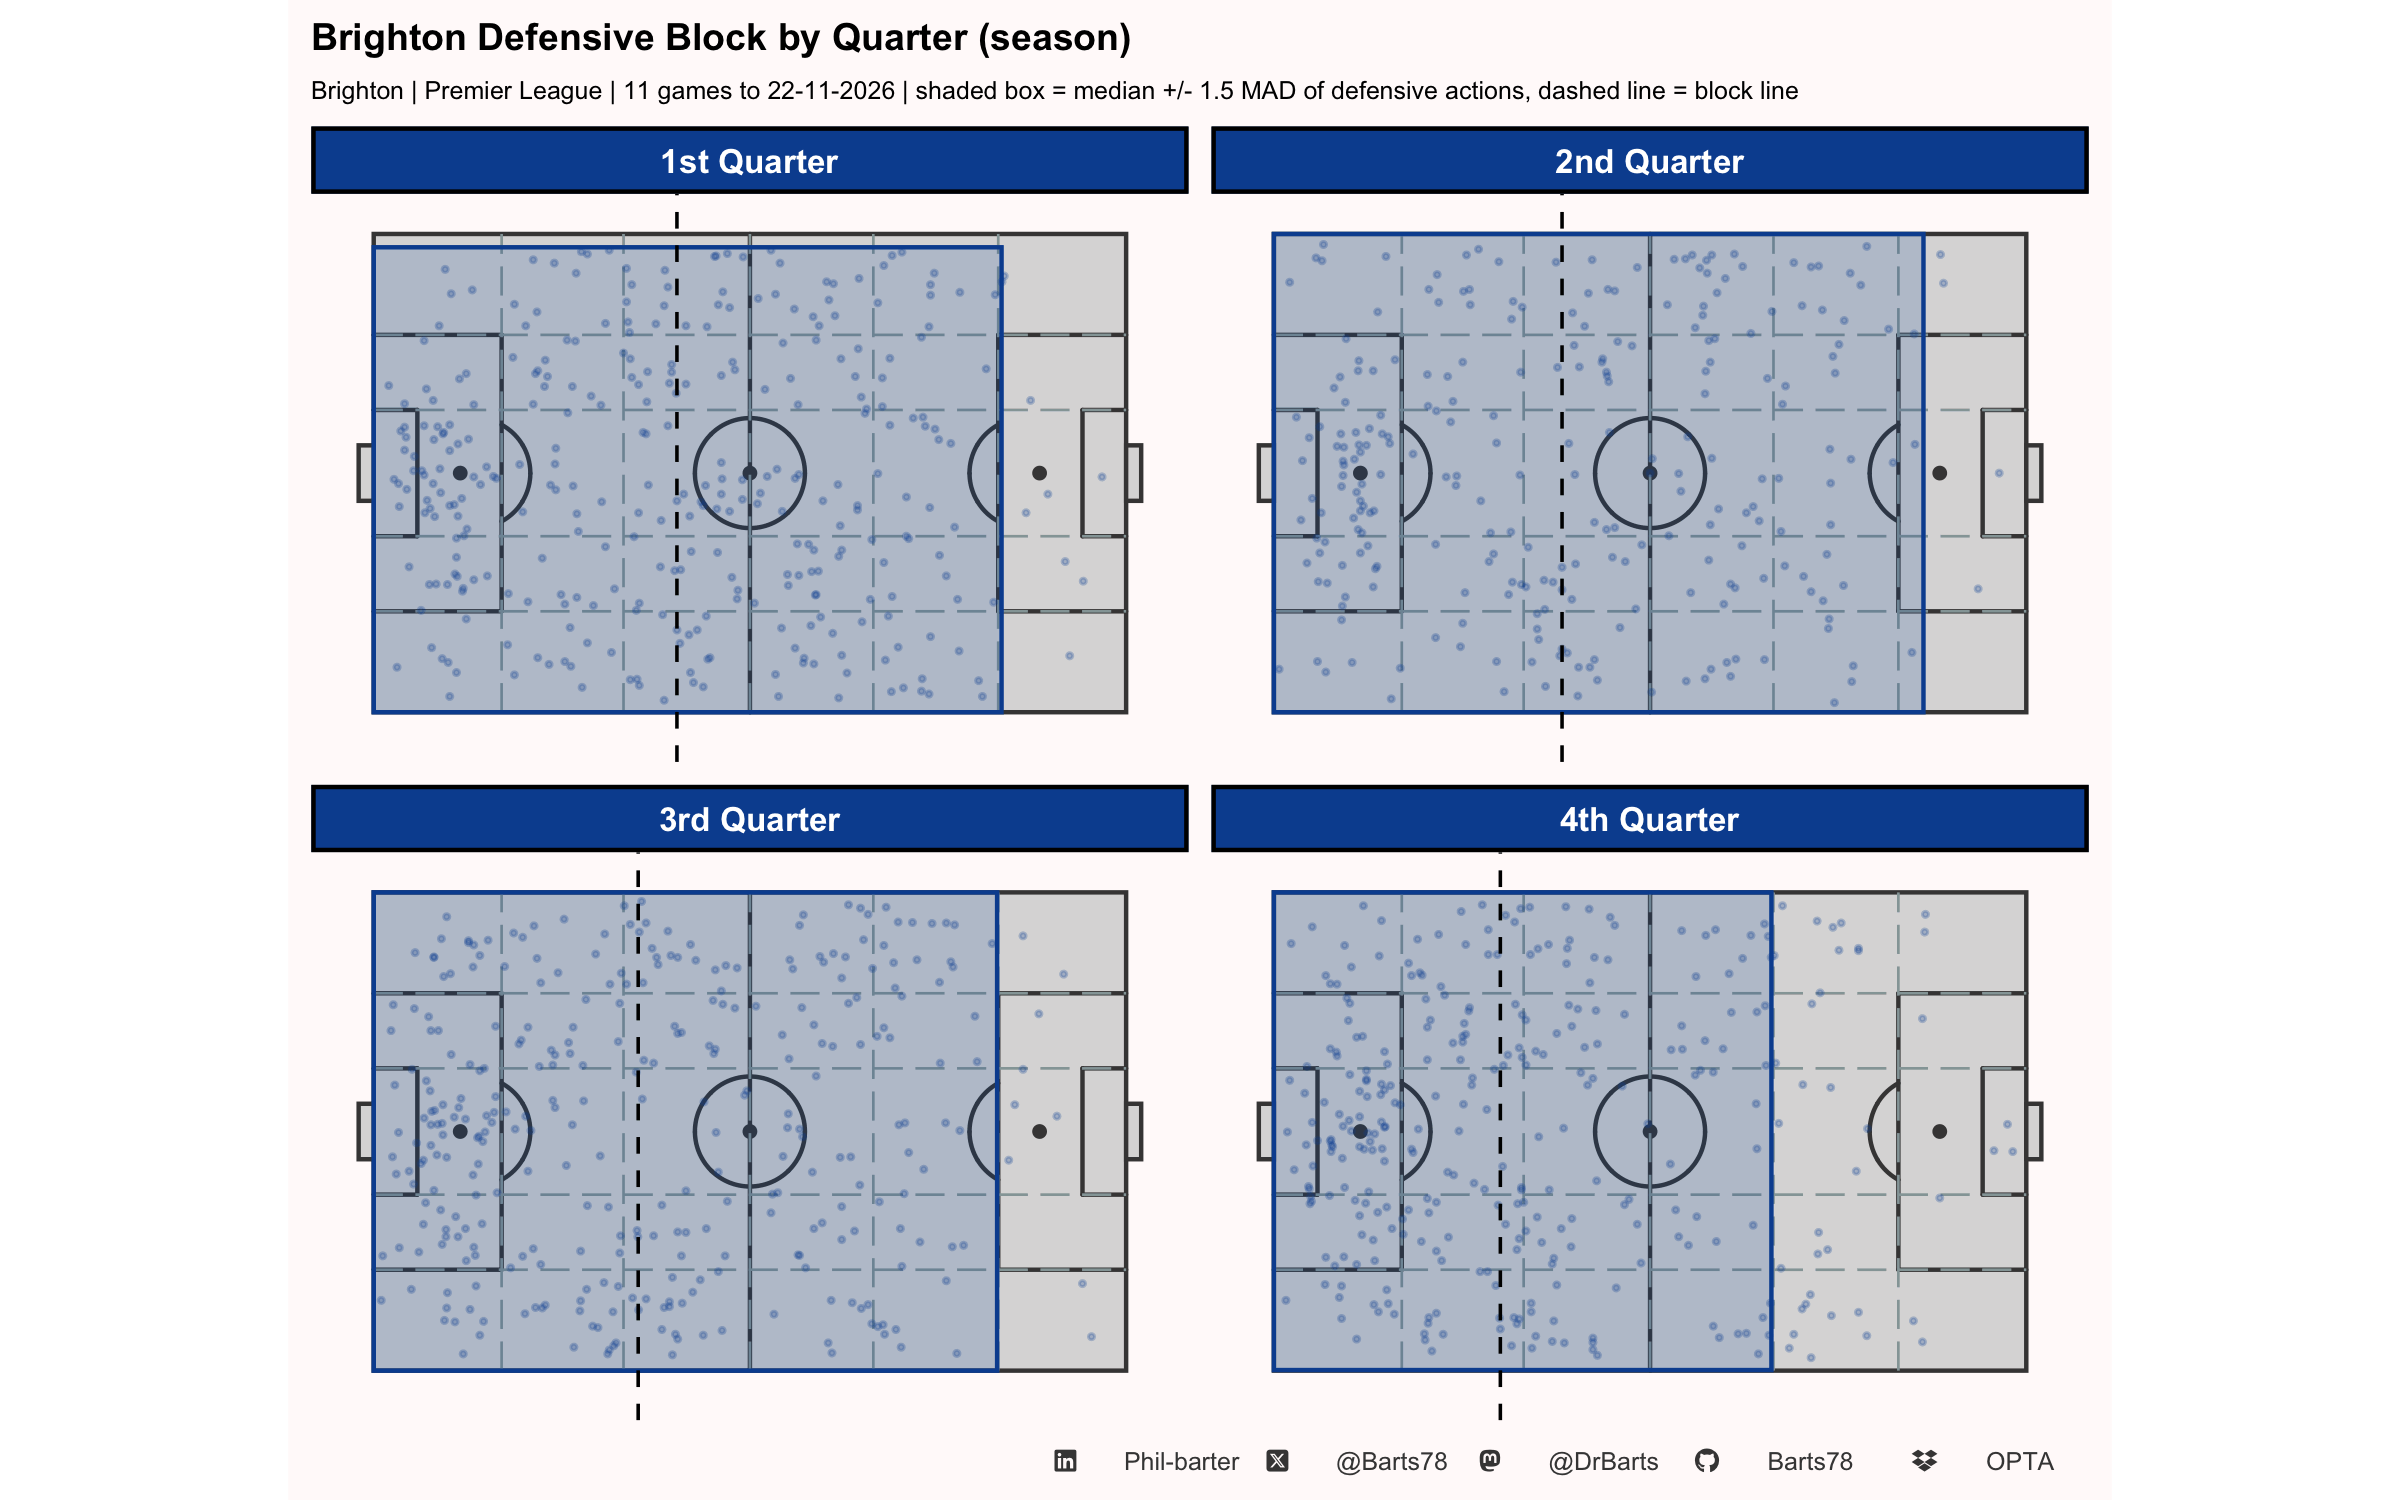 Brighton Defensive Block by Quarter (season)
Brighton | Premier League | 11 games to 22-11-2026 | shaded box = median +/- 1.5 MAD of defensive actions, dashed line = block line
1st Quarter
2nd Quarter
3rd Quarter
4th Quarter
Phil-barter @Barts78 @DrBarts Barts78 OPTA